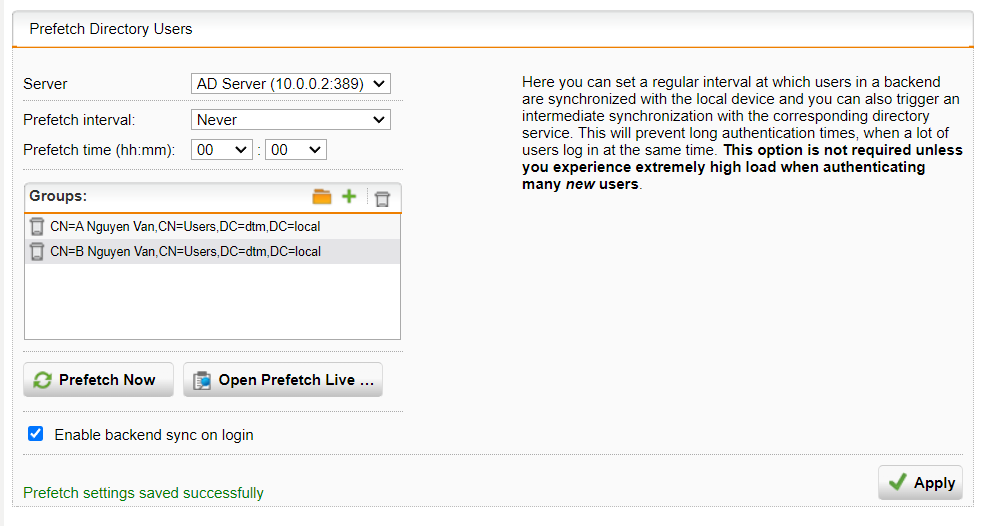 Prefetch Directory Users
Server
AD Server (10.0.0.2:389)
Prefetch interval:
Never
Prefetch time (hh:mm):
00 : 00
Groups:
CN=A Nguyen Van,CN=Users,DC=dtm,DC=local
CN=B Nguyen Van,CN=Users,DC=dtm,DC=local
Prefetch Now
Open Prefetch Live ...
Enable backend sync on login
Prefetch settings saved successfully
Here you can set a regular interval at which users in a backend
are synchronized with the local device and you can also trigger an
intermediate synchronization with the corresponding directory
service. This will prevent long authentication times, when a lot of
users log in at the same time. This option is not required unless
you experience extremely high load when authenticating
many new users.
Apply